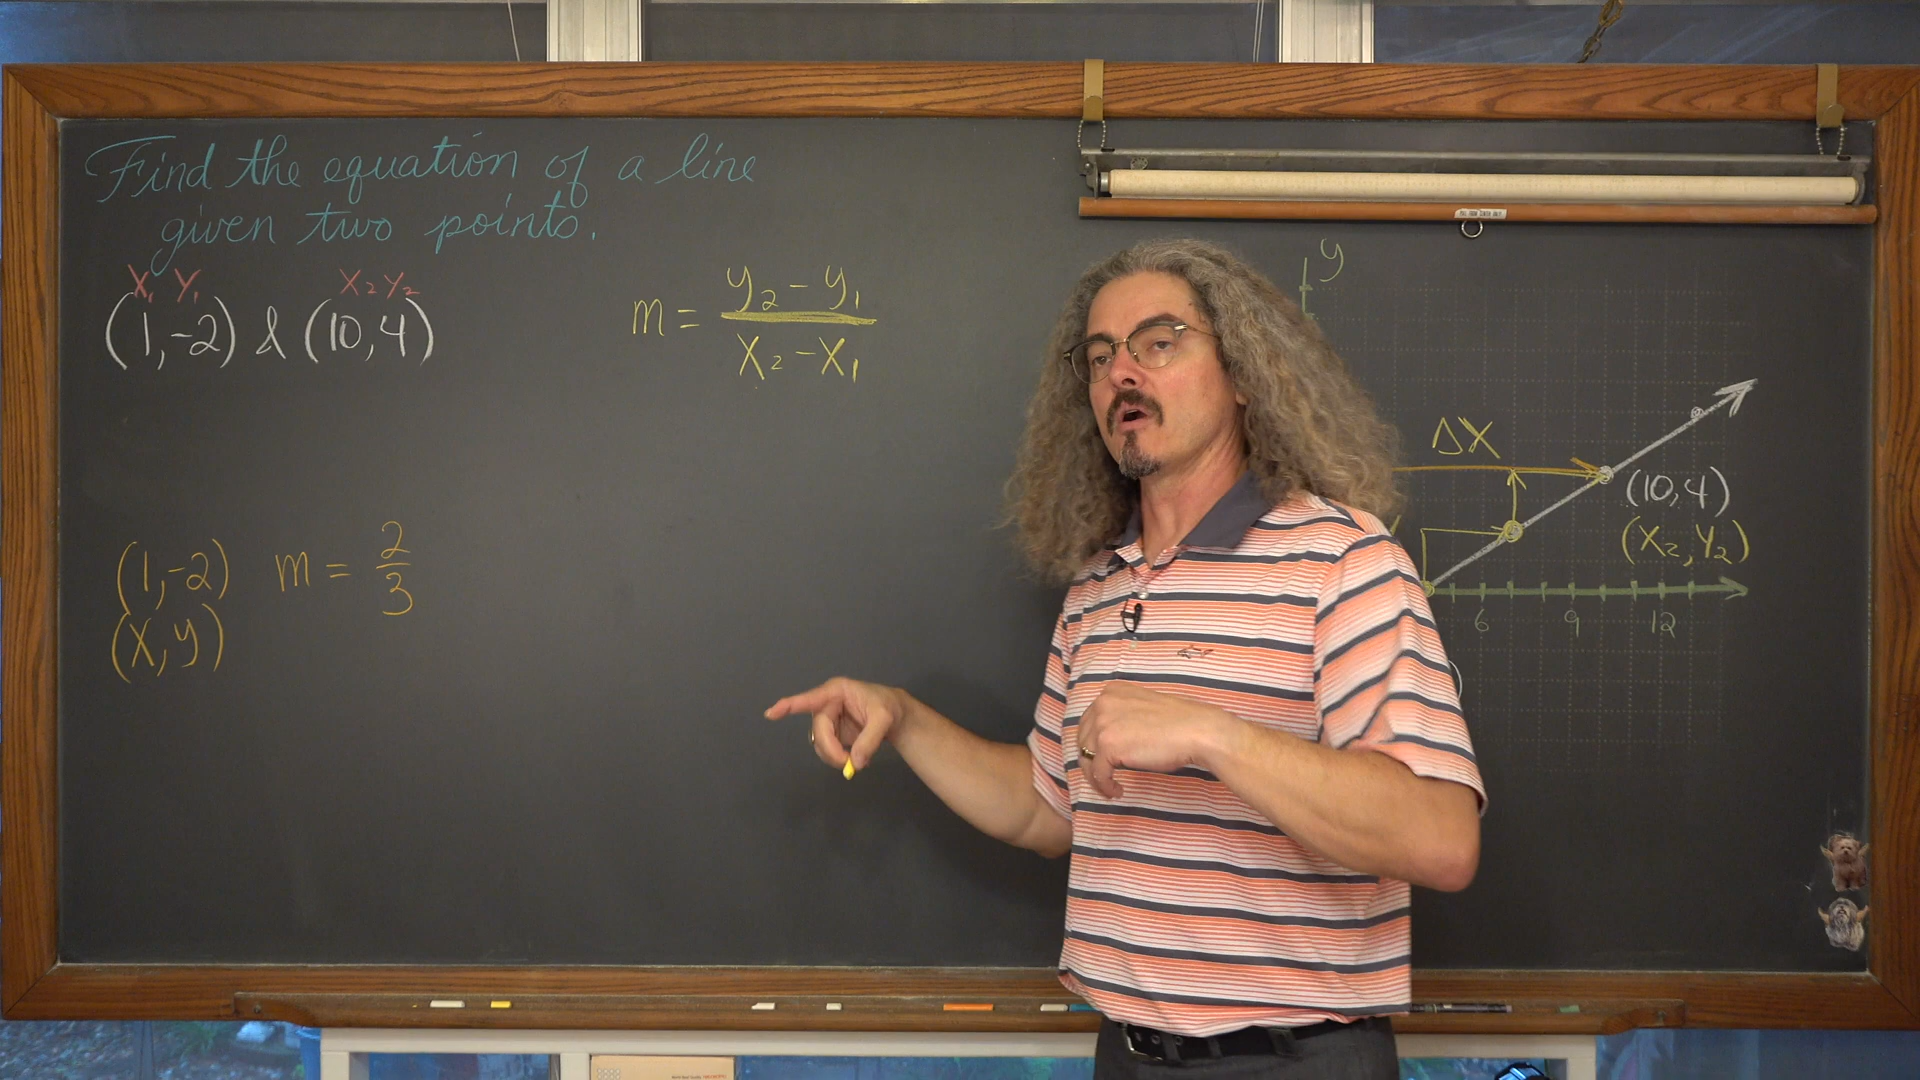 Find the equation of a line
given two points.
X₁ Y₁ X₂ Y₂
(1,-2) & (10,4)
m = y₂ - y₁ / X₂ - X₁
(1,-2) m = 2/3
(X, y)
y
ΔX
(10,4)
(X₂, Y₂)
6 9 12